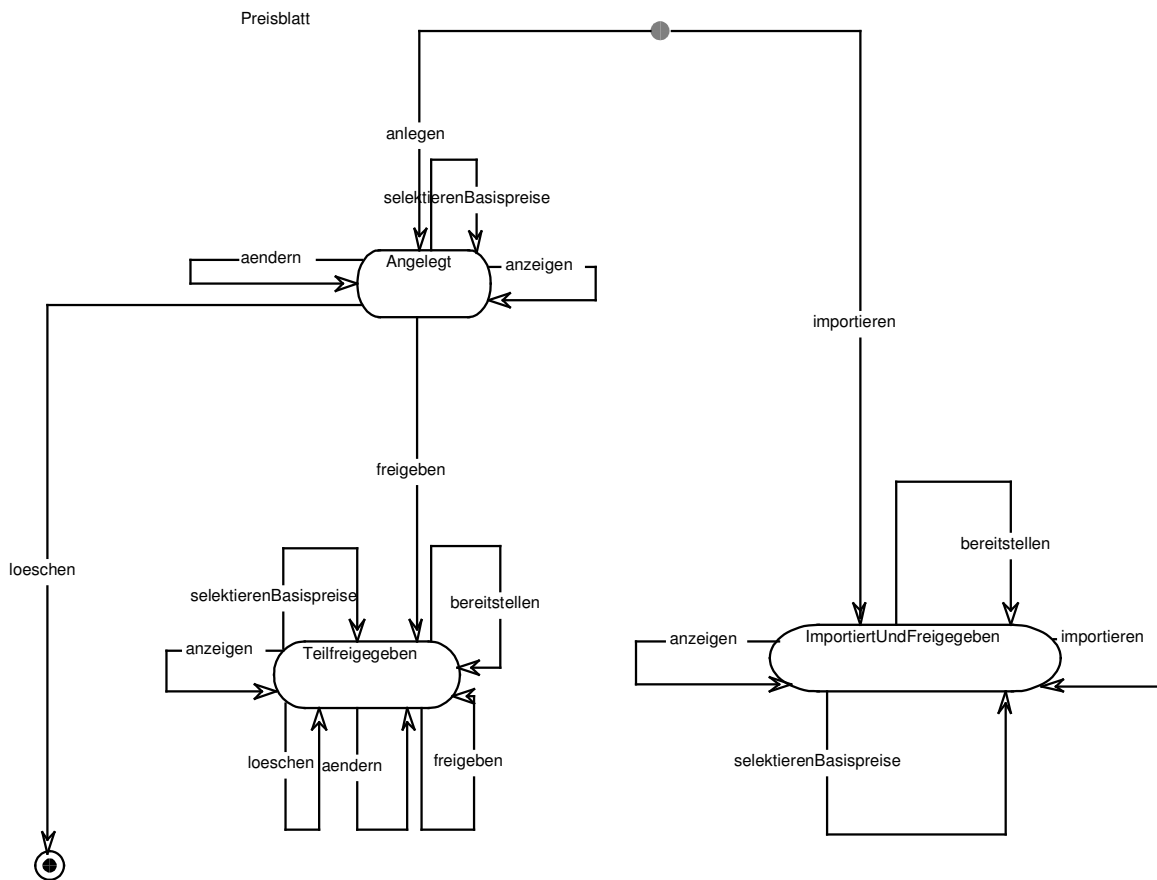 Preisblatt
anlegen
selektierenBasispreise
aendern
Angelegt
anzeigen
importieren
freigeben
bereitstellen
loeschen
selektierenBasispreise
bereitstellen
anzeigen
Teilfreigegeben
anzeigen
ImportiertUndFreigegeben
importieren
loeschen
aendern
freigeben
selektierenBasispreise